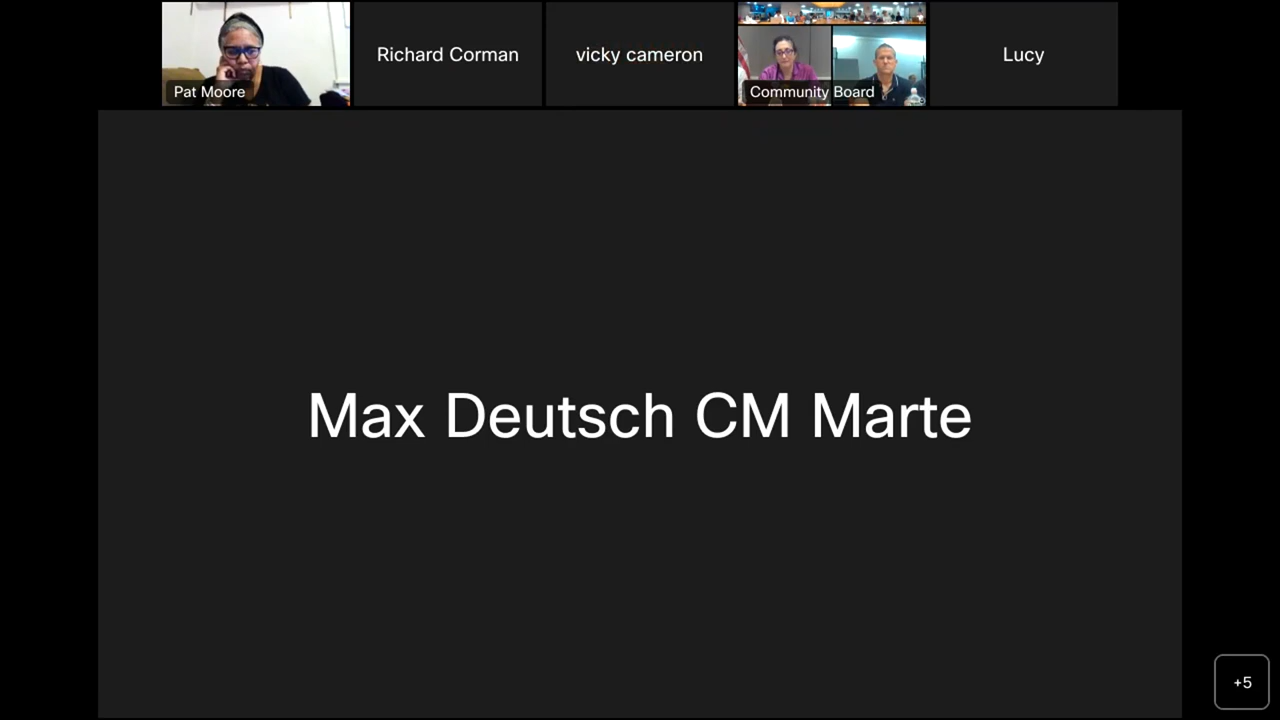 Pat Moore
Richard Corman
vicky cameron
Community Board
Lucy
Max Deutsch CM Marte
+5